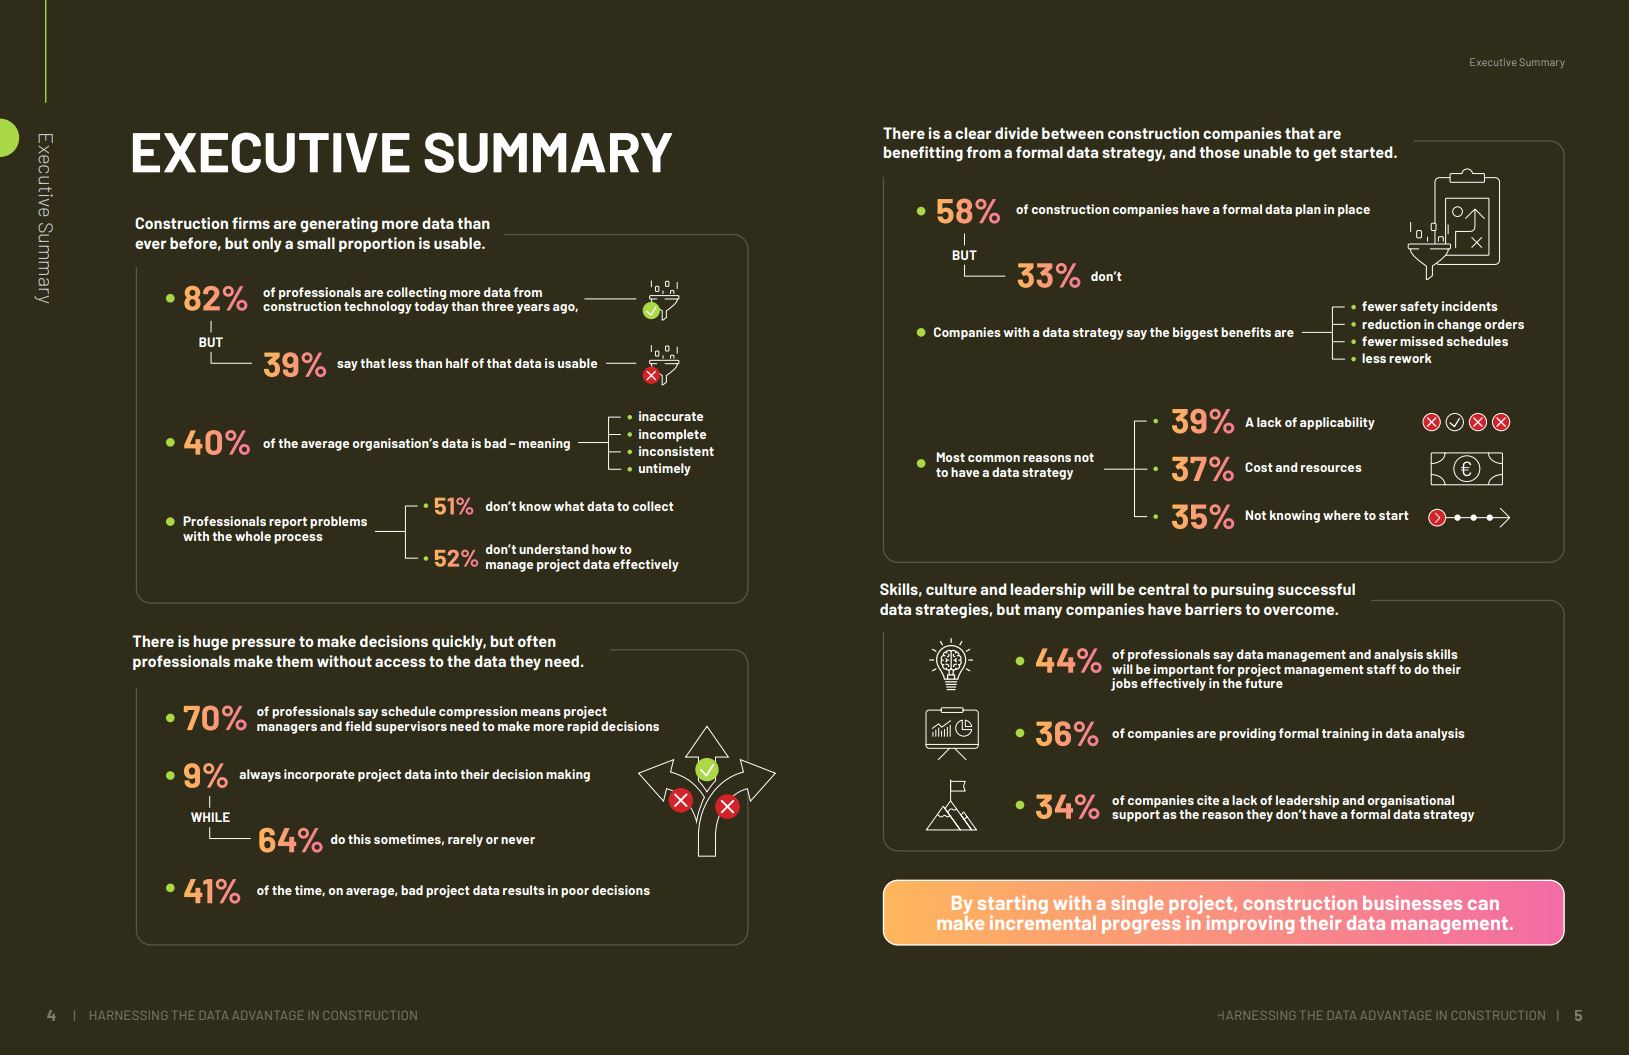 Executive Summary
Executive Summary
EXECUTIVE SUMMARY
Construction firms are generating more data than
ever before, but only a small proportion is usable.
82%
of professionals are collecting more data from
construction technology today than three years ago,
BUT
39%
say that less than half of that data is usable
40%
of the average organisation's data is bad – meaning
• inaccurate
• incomplete
• inconsistent
• untimely
Professionals report problems
with the whole process
• 51%
don't know what data to collect
• 52%
don't understand how to
manage project data effectively
There is huge pressure to make decisions quickly, but often
professionals make them without access to the data they need.
70%
of professionals say schedule compression means project
managers and field supervisors need to make more rapid decisions
9%
always incorporate project data into their decision making
WHILE
64%
do this sometimes, rarely or never
41%
of the time, on average, bad project data results in poor decisions
There is a clear divide between construction companies that are
benefitting from a formal data strategy, and those unable to get started.
58%
of construction companies have a formal data plan in place
BUT
33%
don't
Companies with a data strategy say the biggest benefits are
• fewer safety incidents
• reduction in change orders
• fewer missed schedules
• less rework
Most common reasons not
to have a data strategy
• 39%
A lack of applicability
• 37%
Cost and resources
€
• 35%
Not knowing where to start
Skills, culture and leadership will be central to pursuing successful
data strategies, but many companies have barriers to overcome.
44%
of professionals say data management and analysis skills
will be important for project management staff to do their
jobs effectively in the future
36%
of companies are providing formal training in data analysis
34%
of companies cite a lack of leadership and organisational
support as the reason they don't have a formal data strategy
By starting with a single project, construction businesses can
make incremental progress in improving their data management.
4 | HARNESSING THE DATA ADVANTAGE IN CONSTRUCTION
HARNESSING THE DATA ADVANTAGE IN CONSTRUCTION | 5